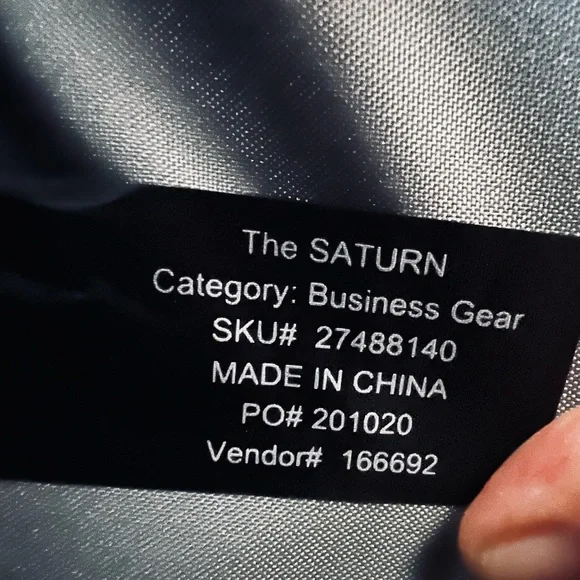 The SATURN
Category: Business Gear
SKU# 27488140
MADE IN CHINA
PO# 201020
Vendor# 166692